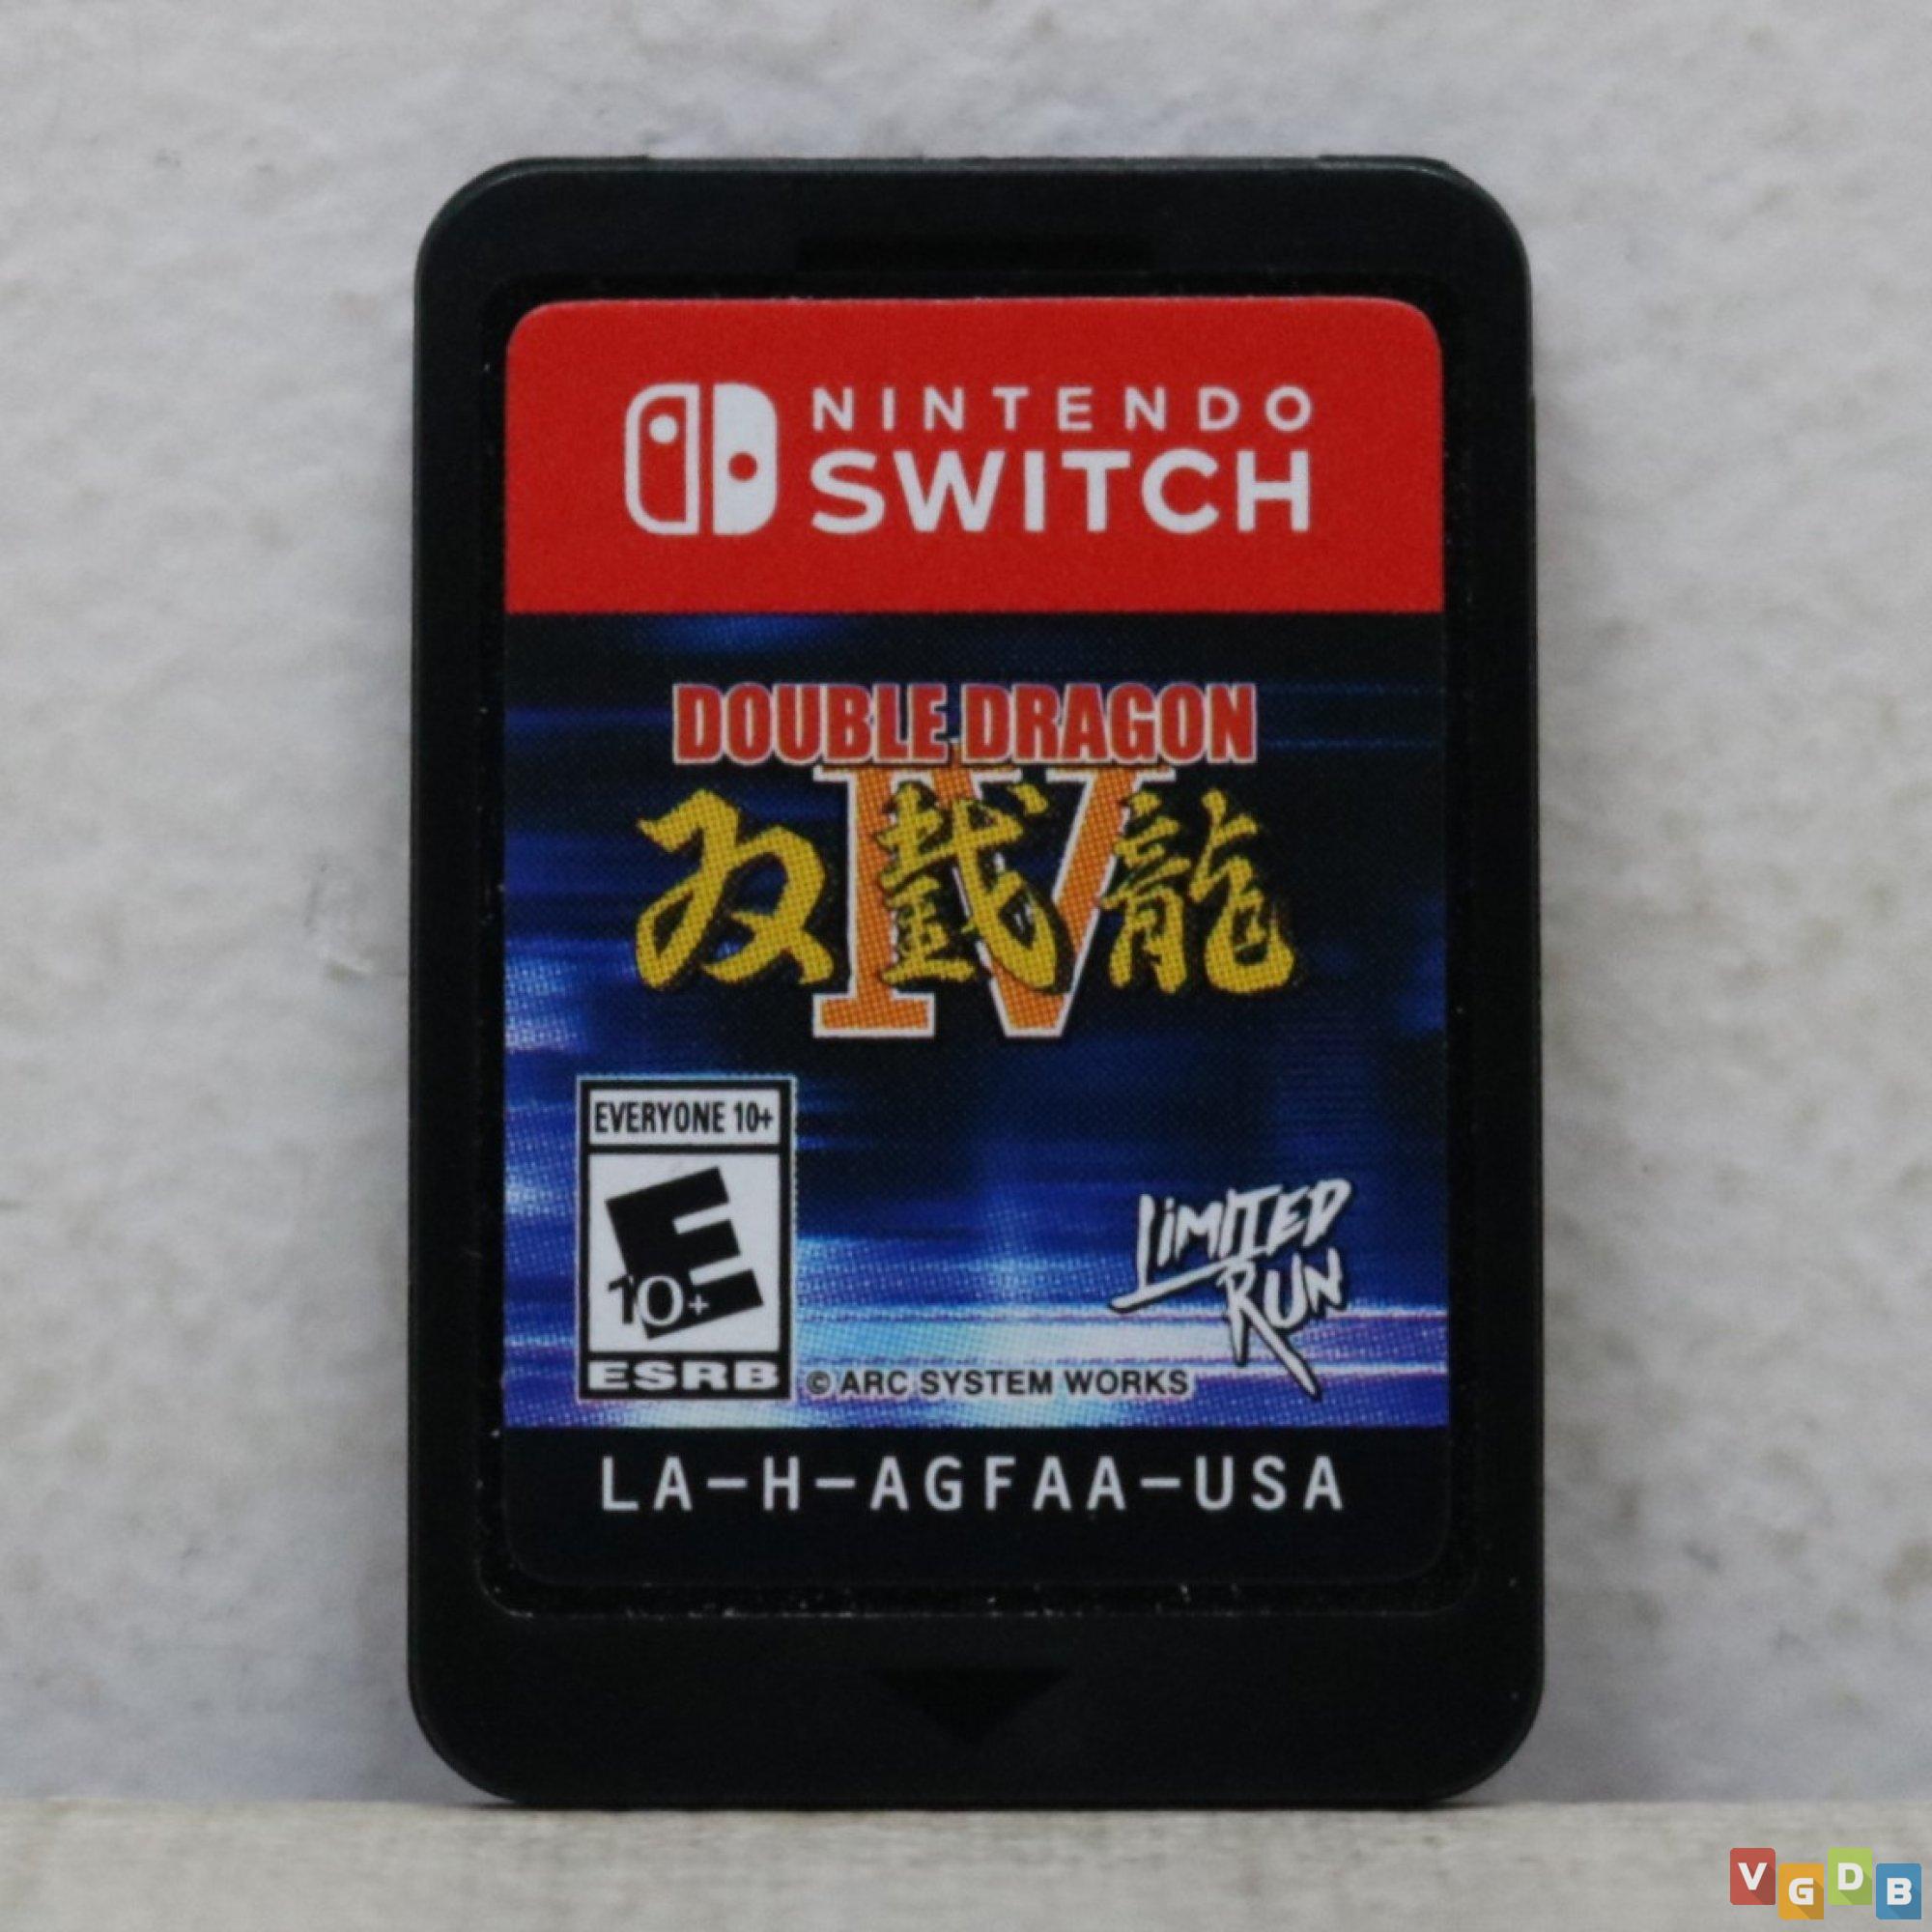 NINTENDO
SWITCH
DOUBLE DRAGON
IV
双截龍
EVERYONE 10+
E
10+
ESRB
LIMITED
RUN
© ARC SYSTEM WORKS
LA-H-AGFAA-USA
VGDB